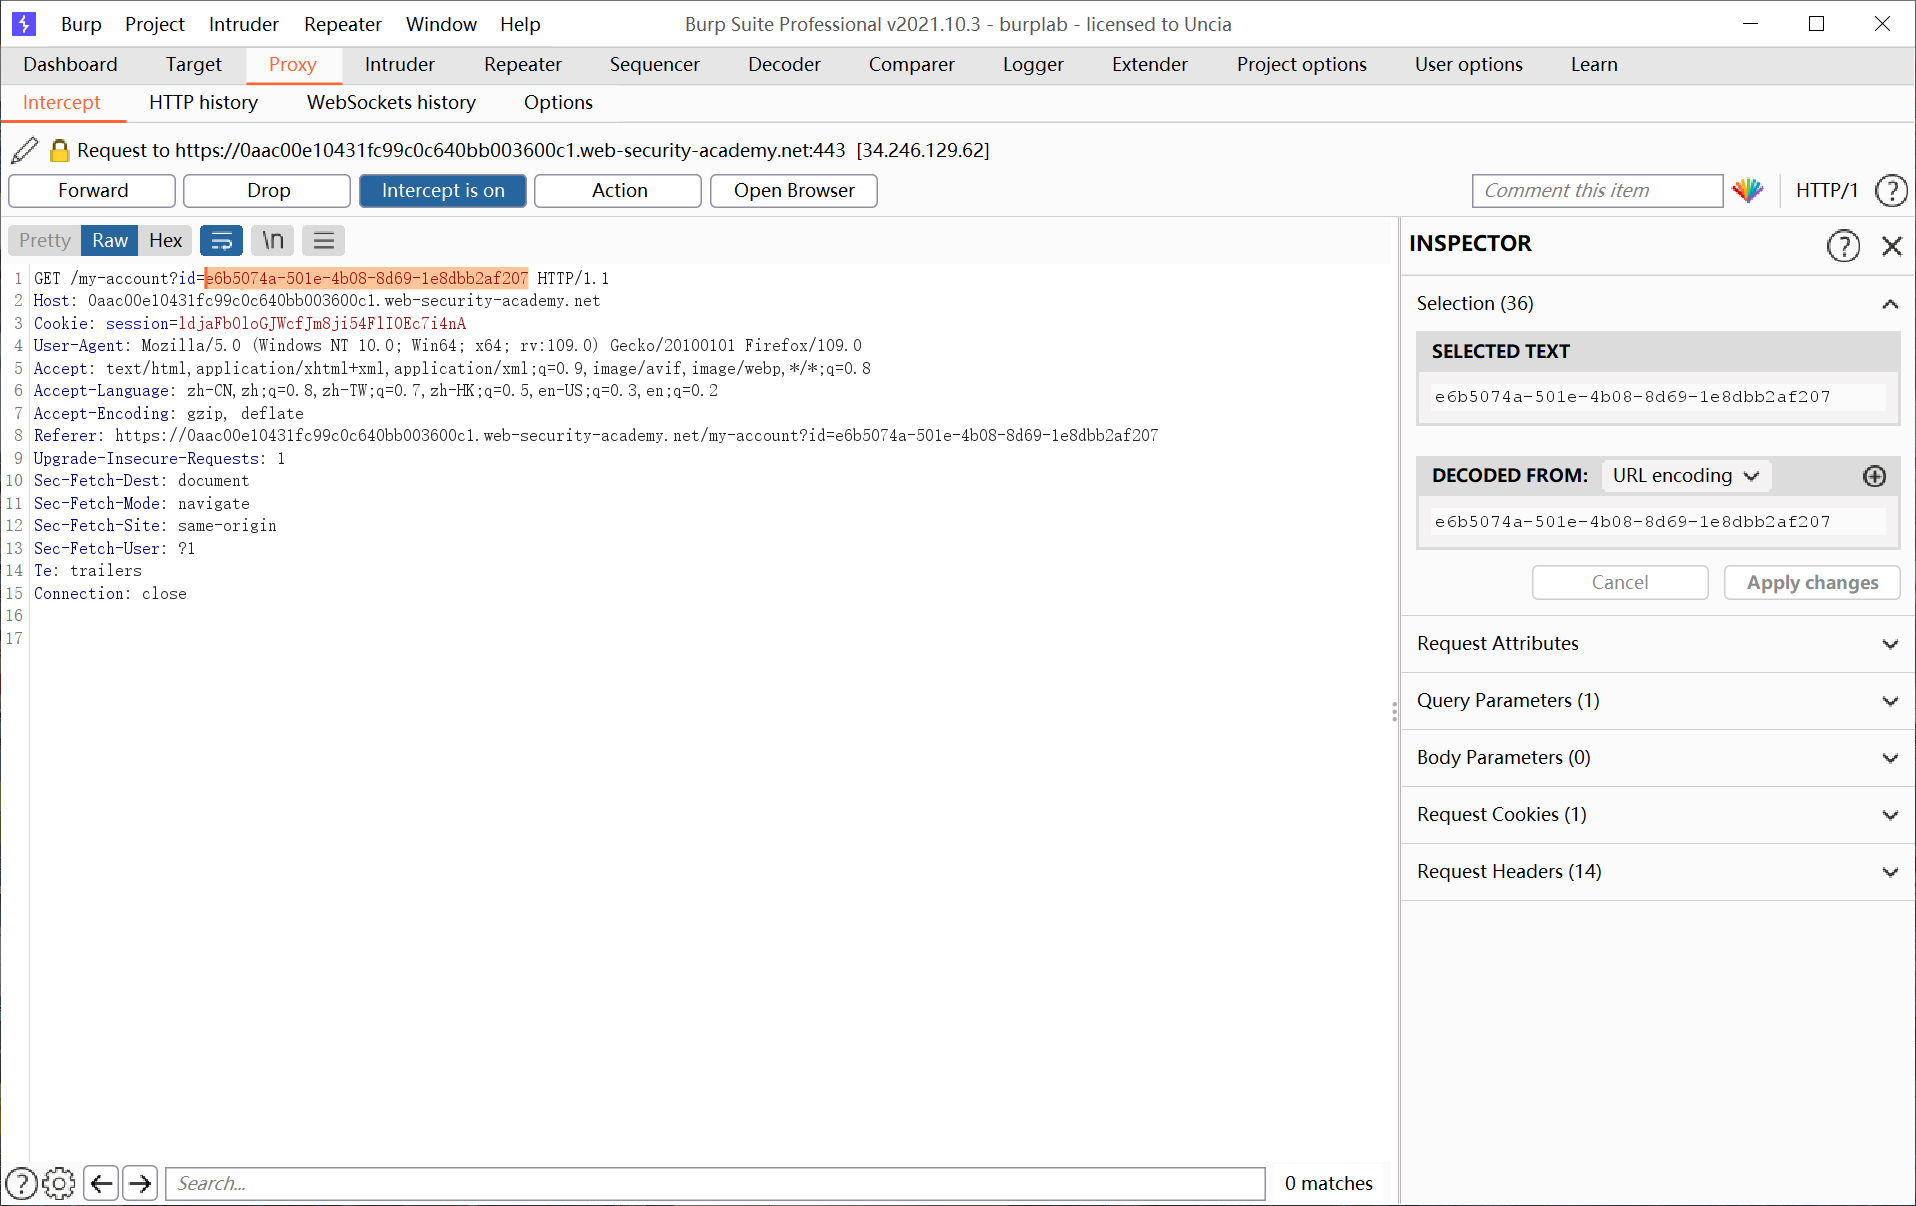 Burp Project Intruder Repeater Window Help Burp Suite Professional v2021.10.3 - burplab - licensed to Uncia
Dashboard Target Proxy Intruder Repeater Sequencer Decoder Comparer Logger Extender Project options User options Learn
Intercept HTTP history WebSockets history Options
Request to https://0aac00e10431fc99c0c640bb003600c1.web-security-academy.net:443 [34.246.129.62]
Forward Drop Intercept is on Action Open Browser Comment this item HTTP/1 ?
Pretty Raw Hex \n
1 GET /my-account?id=e6b5074a-501e-4b08-8d69-1e8dbb2af207 HTTP/1.1
2 Host: 0aac00e10431fc99c0c640bb003600c1.web-security-academy.net
3 Cookie: session=ldjaFbOloGJWcfJm8ji54FlIOEc7i4nA
4 User-Agent: Mozilla/5.0 (Windows NT 10.0; Win64; x64; rv:109.0) Gecko/20100101 Firefox/109.0
5 Accept: text/html,application/xhtml+xml,application/xml;q=0.9,image/avif,image/webp,*/*;q=0.8
6 Accept-Language: zh-CN,zh;q=0.8,zh-TW;q=0.7,zh-HK;q=0.5,en-US;q=0.3,en;q=0.2
7 Accept-Encoding: gzip, deflate
8 Referer: https://0aac00e10431fc99c0c640bb003600c1.web-security-academy.net/my-account?id=e6b5074a-501e-4b08-8d69-1e8dbb2af207
9 Upgrade-Insecure-Requests: 1
10 Sec-Fetch-Dest: document
11 Sec-Fetch-Mode: navigate
12 Sec-Fetch-Site: same-origin
13 Sec-Fetch-User: ?1
14 Te: trailers
15 Connection: close
16
17
INSPECTOR ?
Selection (36)
SELECTED TEXT
e6b5074a-501e-4b08-8d69-1e8dbb2af207
DECODED FROM: URL encoding
e6b5074a-501e-4b08-8d69-1e8dbb2af207
Cancel Apply changes
Request Attributes
Query Parameters (1)
Body Parameters (0)
Request Cookies (1)
Request Headers (14)
? Search... 0 matches